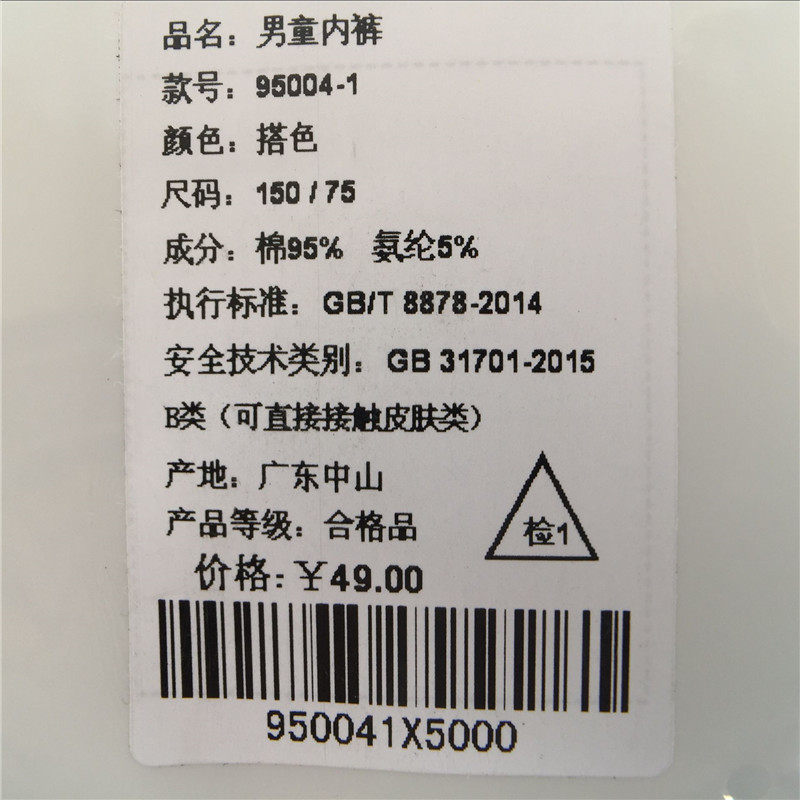 品名：男童内裤
款号：95004-1
颜色：搭色
尺码：150 / 75
成分：棉95% 氨纶5%
执行标准：GB/T 8878-2014
安全技术类别：GB 31701-2015
B类（可直接接触皮肤类）
产地：广东中山
产品等级：合格品
检1
价格:￥49.00
950041X5000